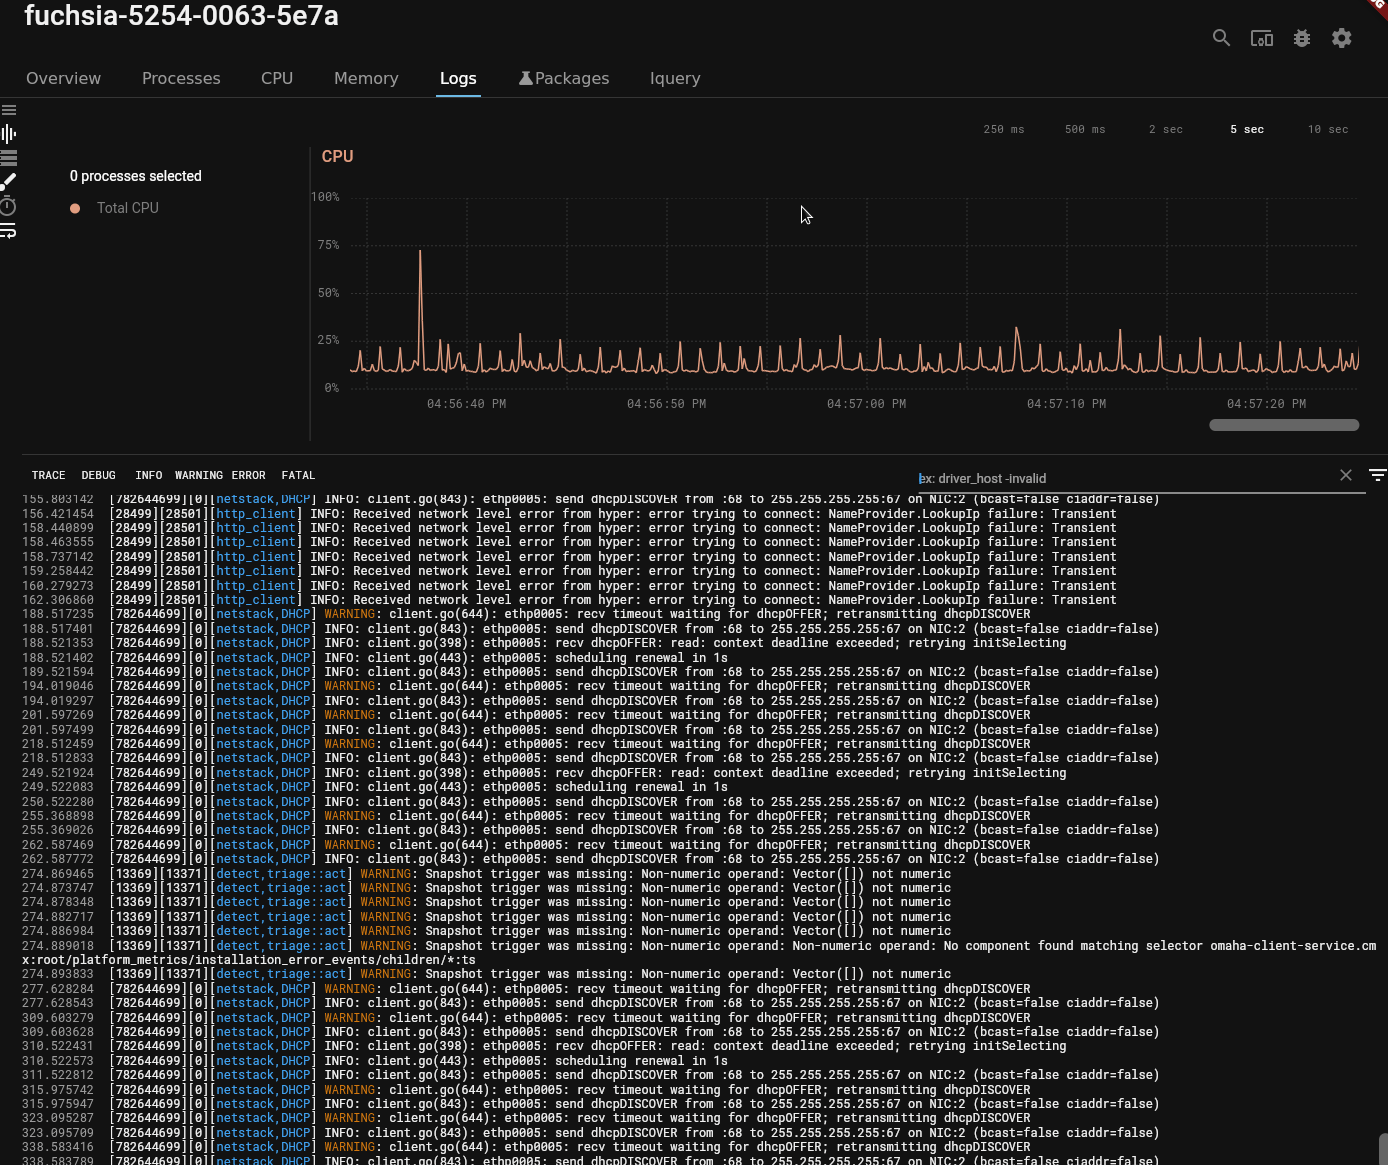 fuchsia-5254-0063-5e7a
Overview Processes CPU Memory Logs Packages Iquery
250 ms 500 ms 2 sec 5 sec 10 sec
CPU
0 processes selected
Total CPU
100%
75%
50%
25%
0%
04:56:40 PM 04:56:50 PM 04:57:00 PM 04:57:10 PM 04:57:20 PM
TRACE DEBUG INFO WARNING ERROR FATAL
ex: driver_host -invalid
155.803142 [782644699][0][netstack,DHCP] INFO: client.go(843): ethp0005: send dhcpDISCOVER from :68 to 255.255.255.255:67 on NIC:2 (bcast=false ciaddr=false)
156.421454 [28499][28501][http_client] INFO: Received network level error from hyper: error trying to connect: NameProvider.LookupIp failure: Transient
158.440899 [28499][28501][http_client] INFO: Received network level error from hyper: error trying to connect: NameProvider.LookupIp failure: Transient
158.463555 [28499][28501][http_client] INFO: Received network level error from hyper: error trying to connect: NameProvider.LookupIp failure: Transient
158.737142 [28499][28501][http_client] INFO: Received network level error from hyper: error trying to connect: NameProvider.LookupIp failure: Transient
159.258442 [28499][28501][http_client] INFO: Received network level error from hyper: error trying to connect: NameProvider.LookupIp failure: Transient
160.279273 [28499][28501][http_client] INFO: Received network level error from hyper: error trying to connect: NameProvider.LookupIp failure: Transient
162.306860 [28499][28501][http_client] INFO: Received network level error from hyper: error trying to connect: NameProvider.LookupIp failure: Transient
188.517235 [782644699][0][netstack,DHCP] WARNING: client.go(644): ethp0005: recv timeout waiting for dhcpOFFER; retransmitting dhcpDISCOVER
188.517401 [782644699][0][netstack,DHCP] INFO: client.go(843): ethp0005: send dhcpDISCOVER from :68 to 255.255.255.255:67 on NIC:2 (bcast=false ciaddr=false)
188.521353 [782644699][0][netstack,DHCP] INFO: client.go(398): ethp0005: recv dhcpOFFER: read: context deadline exceeded; retrying initSelecting
188.521402 [782644699][0][netstack,DHCP] INFO: client.go(443): ethp0005: scheduling renewal in 1s
189.521594 [782644699][0][netstack,DHCP] INFO: client.go(843): ethp0005: send dhcpDISCOVER from :68 to 255.255.255.255:67 on NIC:2 (bcast=false ciaddr=false)
194.019046 [782644699][0][netstack,DHCP] WARNING: client.go(644): ethp0005: recv timeout waiting for dhcpOFFER; retransmitting dhcpDISCOVER
194.019297 [782644699][0][netstack,DHCP] INFO: client.go(843): ethp0005: send dhcpDISCOVER from :68 to 255.255.255.255:67 on NIC:2 (bcast=false ciaddr=false)
201.597269 [782644699][0][netstack,DHCP] WARNING: client.go(644): ethp0005: recv timeout waiting for dhcpOFFER; retransmitting dhcpDISCOVER
201.597499 [782644699][0][netstack,DHCP] INFO: client.go(843): ethp0005: send dhcpDISCOVER from :68 to 255.255.255.255:67 on NIC:2 (bcast=false ciaddr=false)
218.512459 [782644699][0][netstack,DHCP] WARNING: client.go(644): ethp0005: recv timeout waiting for dhcpOFFER; retransmitting dhcpDISCOVER
218.512833 [782644699][0][netstack,DHCP] INFO: client.go(843): ethp0005: send dhcpDISCOVER from :68 to 255.255.255.255:67 on NIC:2 (bcast=false ciaddr=false)
249.521924 [782644699][0][netstack,DHCP] INFO: client.go(398): ethp0005: recv dhcpOFFER: read: context deadline exceeded; retrying initSelecting
249.522083 [782644699][0][netstack,DHCP] INFO: client.go(443): ethp0005: scheduling renewal in 1s
250.522280 [782644699][0][netstack,DHCP] INFO: client.go(843): ethp0005: send dhcpDISCOVER from :68 to 255.255.255.255:67 on NIC:2 (bcast=false ciaddr=false)
255.368898 [782644699][0][netstack,DHCP] WARNING: client.go(644): ethp0005: recv timeout waiting for dhcpOFFER; retransmitting dhcpDISCOVER
255.369026 [782644699][0][netstack,DHCP] INFO: client.go(843): ethp0005: send dhcpDISCOVER from :68 to 255.255.255.255:67 on NIC:2 (bcast=false ciaddr=false)
262.587469 [782644699][0][netstack,DHCP] WARNING: client.go(644): ethp0005: recv timeout waiting for dhcpOFFER; retransmitting dhcpDISCOVER
262.587772 [782644699][0][netstack,DHCP] INFO: client.go(843): ethp0005: send dhcpDISCOVER from :68 to 255.255.255.255:67 on NIC:2 (bcast=false ciaddr=false)
274.869465 [13369][13371][detect,triage::act] WARNING: Snapshot trigger was missing: Non-numeric operand: Vector([]) not numeric
274.873747 [13369][13371][detect,triage::act] WARNING: Snapshot trigger was missing: Non-numeric operand: Vector([]) not numeric
274.878348 [13369][13371][detect,triage::act] WARNING: Snapshot trigger was missing: Non-numeric operand: Vector([]) not numeric
274.882717 [13369][13371][detect,triage::act] WARNING: Snapshot trigger was missing: Non-numeric operand: Vector([]) not numeric
274.886984 [13369][13371][detect,triage::act] WARNING: Snapshot trigger was missing: Non-numeric operand: Vector([]) not numeric
274.889018 [13369][13371][detect,triage::act] WARNING: Snapshot trigger was missing: Non-numeric operand: Non-numeric operand: No component found matching selector omaha-client-service.cm
x:root/platform_metrics/installation_error_events/children/*:ts
274.893833 [13369][13371][detect,triage::act] WARNING: Snapshot trigger was missing: Non-numeric operand: Vector([]) not numeric
277.628284 [782644699][0][netstack,DHCP] WARNING: client.go(644): ethp0005: recv timeout waiting for dhcpOFFER; retransmitting dhcpDISCOVER
277.628543 [782644699][0][netstack,DHCP] INFO: client.go(843): ethp0005: send dhcpDISCOVER from :68 to 255.255.255.255:67 on NIC:2 (bcast=false ciaddr=false)
309.603279 [782644699][0][netstack,DHCP] WARNING: client.go(644): ethp0005: recv timeout waiting for dhcpOFFER; retransmitting dhcpDISCOVER
309.603628 [782644699][0][netstack,DHCP] INFO: client.go(843): ethp0005: send dhcpDISCOVER from :68 to 255.255.255.255:67 on NIC:2 (bcast=false ciaddr=false)
310.522431 [782644699][0][netstack,DHCP] INFO: client.go(398): ethp0005: recv dhcpOFFER: read: context deadline exceeded; retrying initSelecting
310.522573 [782644699][0][netstack,DHCP] INFO: client.go(443): ethp0005: scheduling renewal in 1s
311.522812 [782644699][0][netstack,DHCP] INFO: client.go(843): ethp0005: send dhcpDISCOVER from :68 to 255.255.255.255:67 on NIC:2 (bcast=false ciaddr=false)
315.975742 [782644699][0][netstack,DHCP] WARNING: client.go(644): ethp0005: recv timeout waiting for dhcpOFFER; retransmitting dhcpDISCOVER
315.975947 [782644699][0][netstack,DHCP] INFO: client.go(843): ethp0005: send dhcpDISCOVER from :68 to 255.255.255.255:67 on NIC:2 (bcast=false ciaddr=false)
323.095287 [782644699][0][netstack,DHCP] WARNING: client.go(644): ethp0005: recv timeout waiting for dhcpOFFER; retransmitting dhcpDISCOVER
323.095709 [782644699][0][netstack,DHCP] INFO: client.go(843): ethp0005: send dhcpDISCOVER from :68 to 255.255.255.255:67 on NIC:2 (bcast=false ciaddr=false)
338.583416 [782644699][0][netstack,DHCP] WARNING: client.go(644): ethp0005: recv timeout waiting for dhcpOFFER; retransmitting dhcpDISCOVER
338.583789 [782644699][0][netstack,DHCP] INFO: client.go(843): ethp0005: send dhcpDISCOVER from :68 to 255.255.255.255:67 on NIC:2 (bcast=false ciaddr=false)